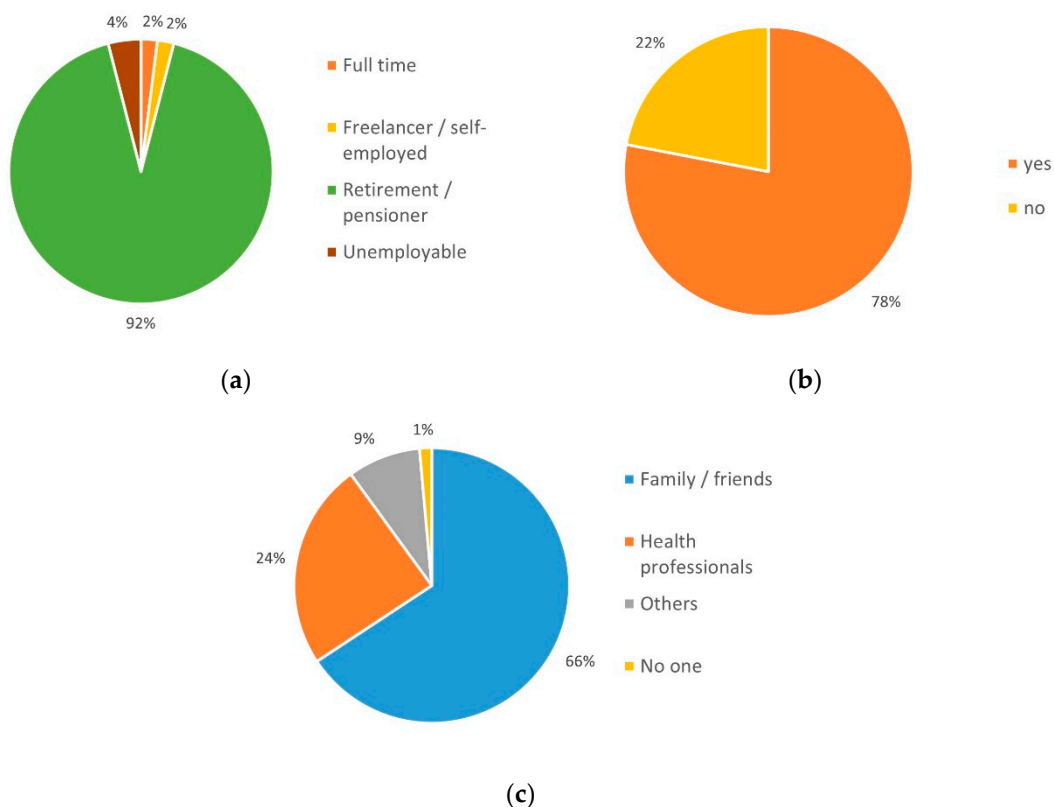 4%
2%
2%
Full time
Freelancer / self-
employed
Retirement /
pensioner
Unemployable
92%
(a)
22%
yes
no
78%
(b)
9%
1%
Family / friends
Health
professionals
24%
Others
66%
No one
(c)